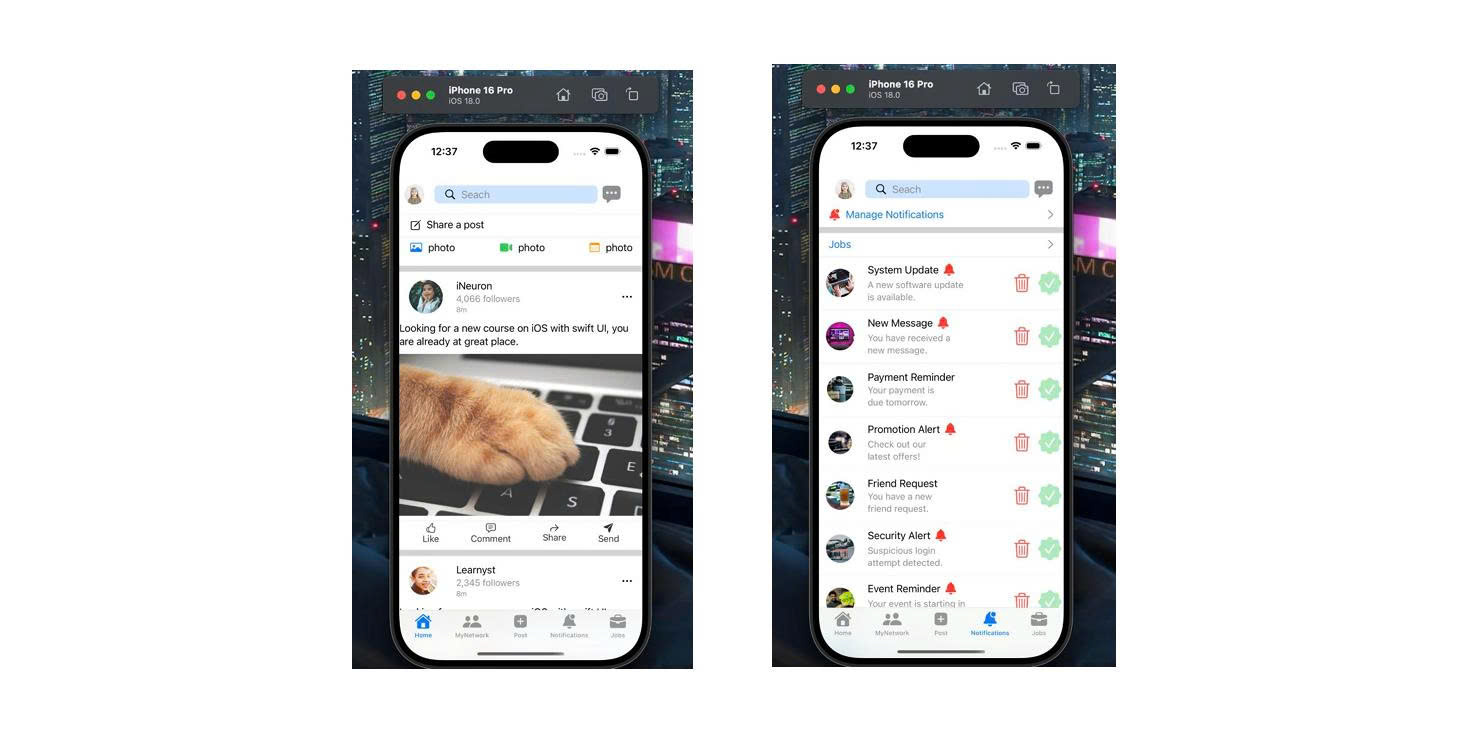 iPhone 16 Pro
iOS 18.0
12:37
Seach
Share a post
photo photo photo
iNeuron
4,066 followers
8m
Looking for a new course on iOS with swift UI, you
are already at great place.
3
E
A S
Like Comment Share Send
Learnyst
2,345 followers
8m
Home MyNetwork Post Notifications Jobs
iPhone 16 Pro
iOS 18.0
12:37
Seach
Manage Notifications
Jobs
System Update
A new software update
is available.
New Message
You have received a
new message.
Payment Reminder
Your payment is
due tomorrow.
Promotion Alert
Check out our
latest offers!
Friend Request
You have a new
friend request.
Security Alert
Suspicious login
attempt detected.
Event Reminder
Your event is starting in
Home MyNetwork Post Notifications Jobs